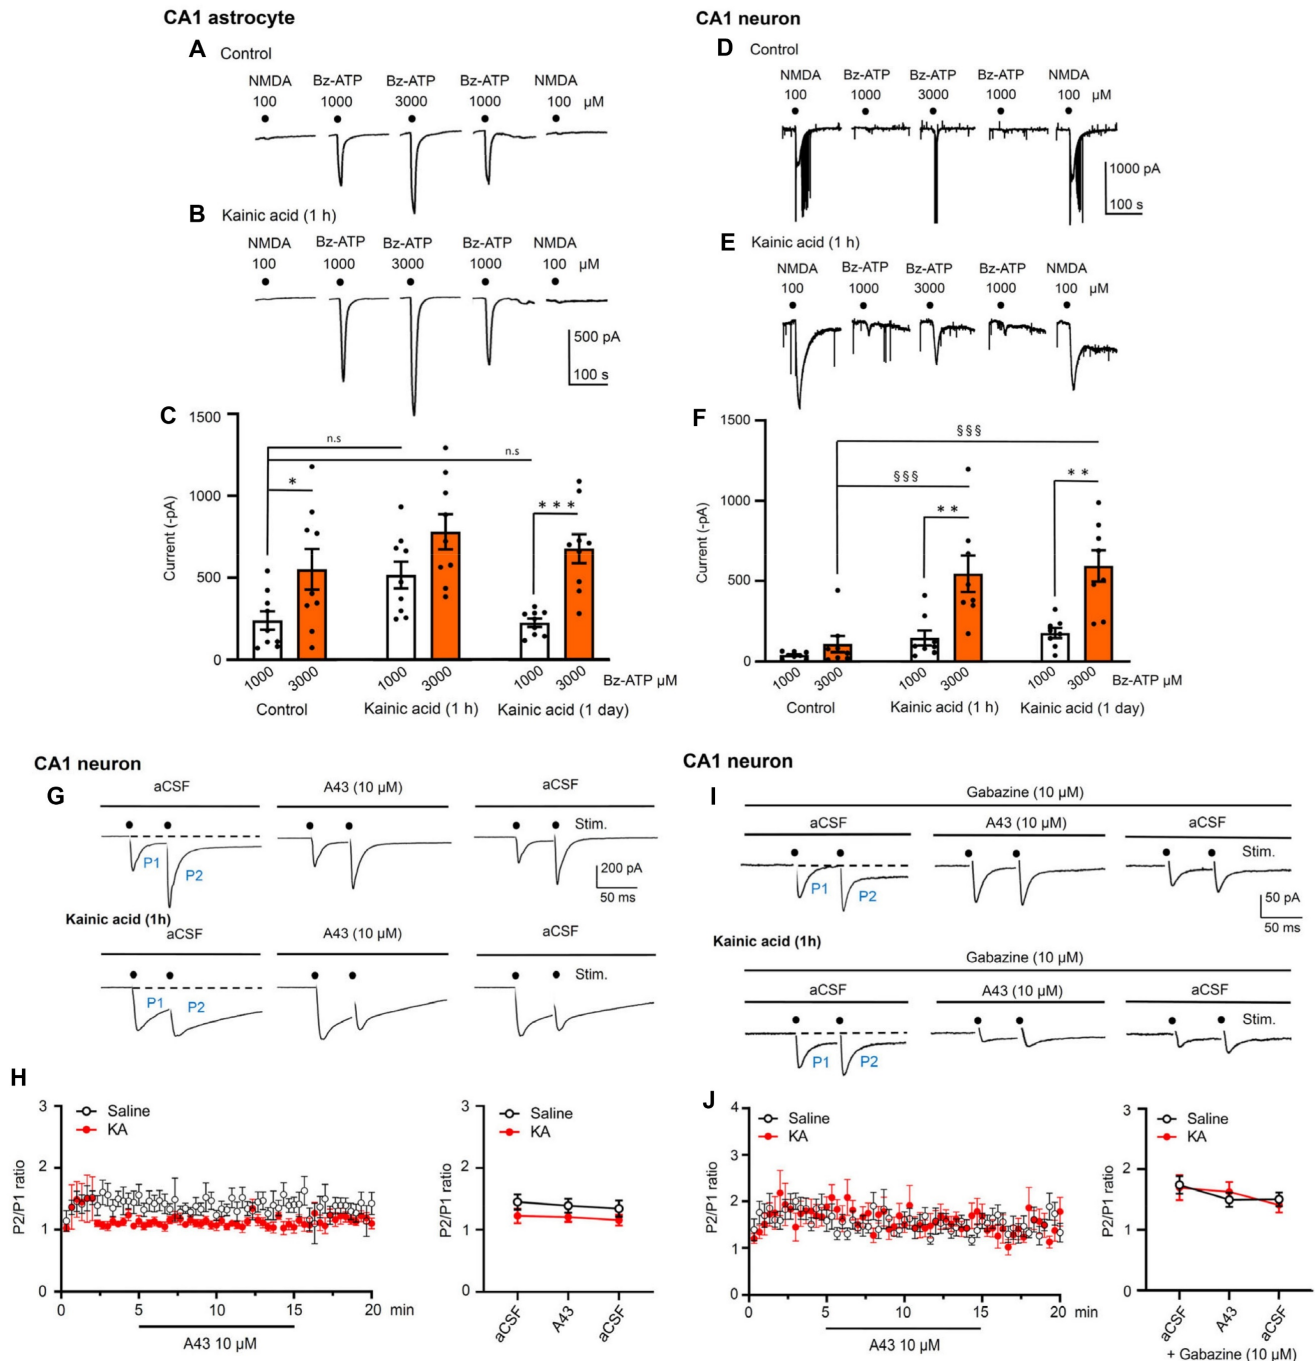 CA1 astrocyte
A Control
NMDA Bz-ATP Bz-ATP Bz-ATP NMDA
100 1000 3000 1000 100 µM
B Kainic acid (1 h)
NMDA Bz-ATP Bz-ATP Bz-ATP NMDA
100 1000 3000 1000 100 µM
500 pA
100 s
C
1500
1000
500
0
Current (-pA)
n.s
n.s
*
* * *
1000 3000 1000 3000 1000 3000 Bz-ATP µM
Control Kainic acid (1 h) Kainic acid (1 day)
CA1 neuron
D Control
NMDA Bz-ATP Bz-ATP Bz-ATP NMDA
100 1000 3000 1000 100 µM
1000 pA
100 s
E Kainic acid (1 h)
NMDA Bz-ATP Bz-ATP Bz-ATP NMDA
100 1000 3000 1000 100 µM
F
1500
1000
500
0
Current (-pA)
§§§
§§§
* *
* *
1000 3000 1000 3000 1000 3000 Bz-ATP µM
Control Kainic acid (1 h) Kainic acid (1 day)
CA1 neuron
G
aCSF A43 (10 µM) aCSF
Stim.
P1 P2
200 pA
50 ms
Kainic acid (1h)
aCSF A43 (10 µM) aCSF
Stim.
P1 P2
H
3
2
1
0
P2/P1 ratio
Saline
KA
0 5 10 15 20 min
A43 10 µM
3
2
1
0
P2/P1 ratio
Saline
KA
aCSF A43 aCSF
CA1 neuron
I
Gabazine (10 µM)
aCSF A43 (10 µM) aCSF
Stim.
P1 P2
50 pA
50 ms
Kainic acid (1h)
Gabazine (10 µM)
aCSF A43 (10 µM) aCSF
Stim.
P1 P2
J
4
3
2
1
0
P2/P1 ratio
Saline
KA
0 5 10 15 20 min
A43 10 µM
3
2
1
0
P2/P1 ratio
Saline
KA
aCSF A43 aCSF
+ Gabazine (10 µM)